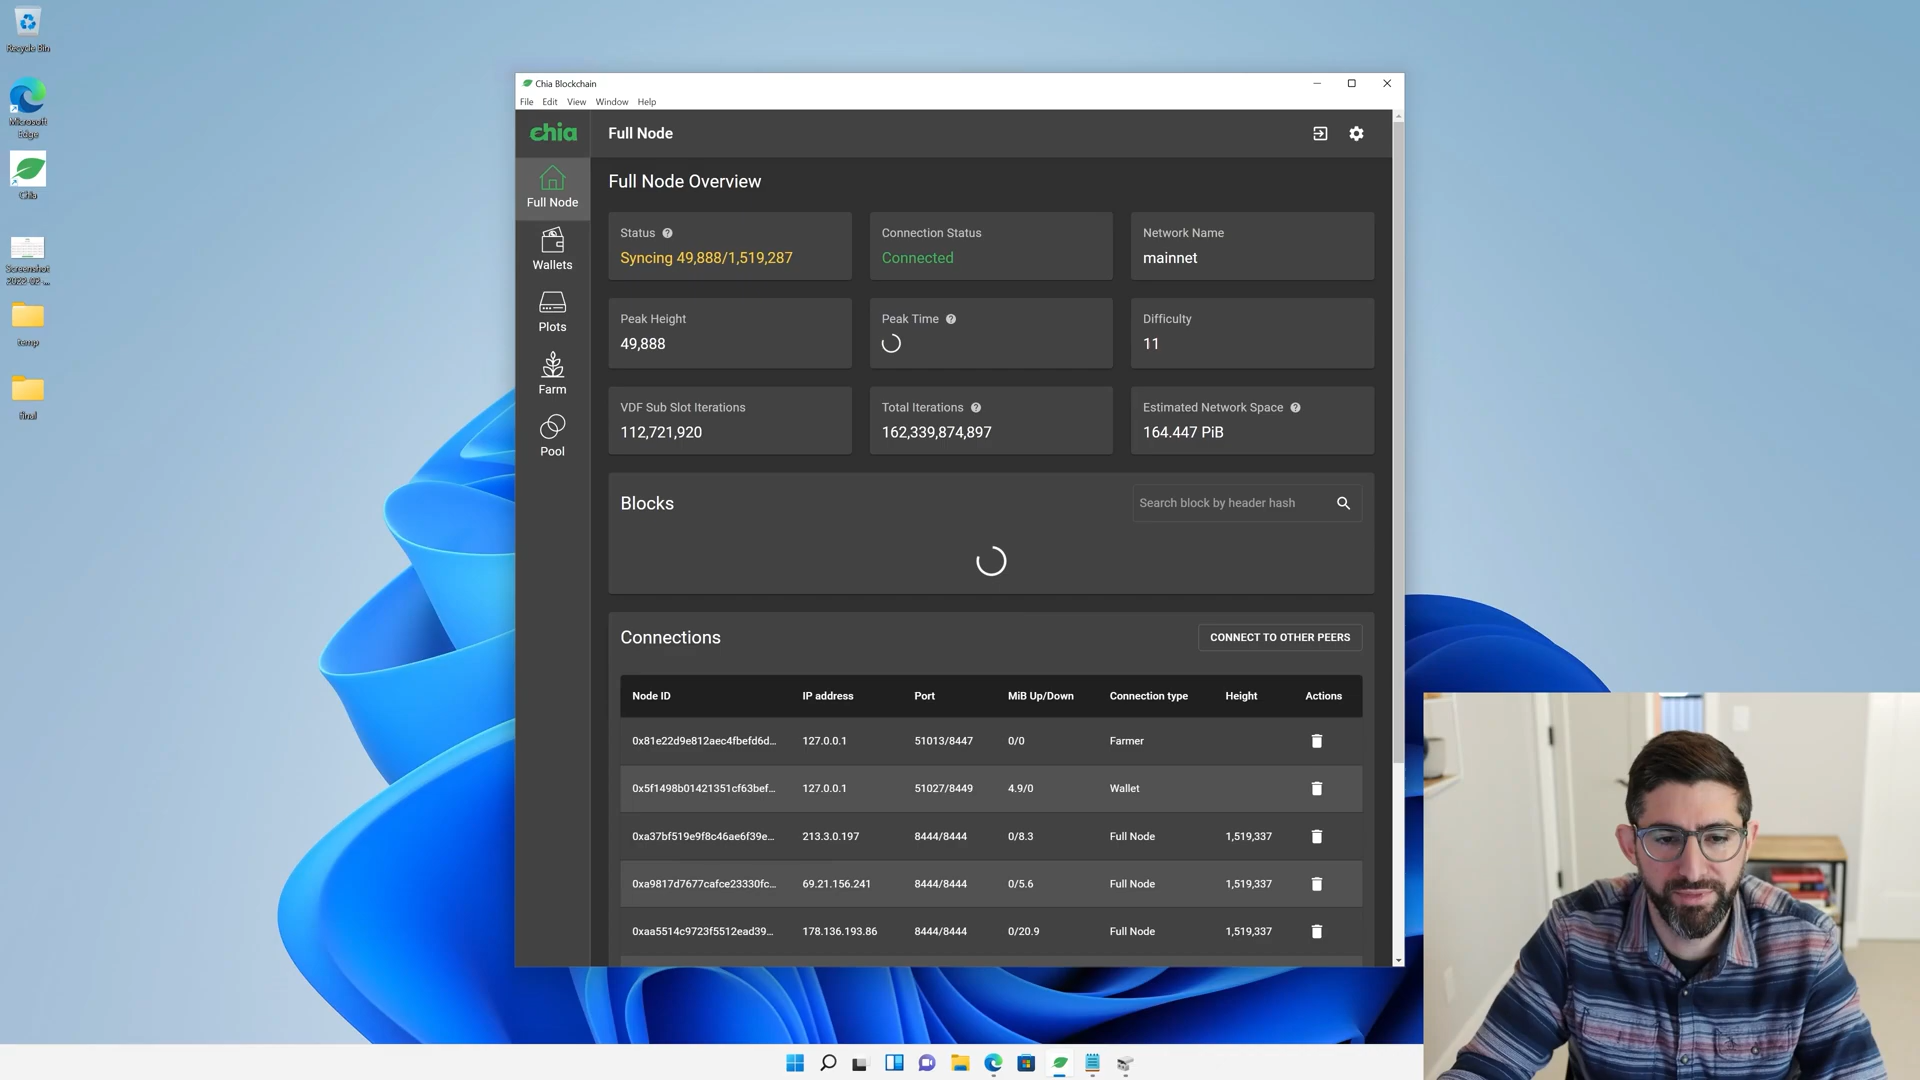 Recycle Bin
Microsoft
Edge
Chia
Screenshot
2022-02-...
temp
final
Chia Blockchain
File Edit View Window Help
chia
Full Node
Full Node
Wallets
Plots
Farm
Pool
Full Node Overview
Status
Syncing 49,888/1,519,287
Connection Status
Connected
Network Name
mainnet
Peak Height
49,888
Peak Time
Difficulty
11
VDF Sub Slot Iterations
112,721,920
Total Iterations
162,339,874,897
Estimated Network Space
164.447 PiB
Blocks
Search block by header hash
Connections
CONNECT TO OTHER PEERS
Node ID IP address Port MiB Up/Down Connection type Height Actions
0x81e22d9e812aec4fbefd6d... 127.0.0.1 51013/8447 0/0 Farmer
0x5f1498b01421351cf63bef... 127.0.0.1 51027/8449 4.9/0 Wallet
0xa37bf519e9f8c46ae6f39e... 213.3.0.197 8444/8444 0/8.3 Full Node 1,519,337
0xa9817d7677cafce23330fc... 69.21.156.241 8444/8444 0/5.6 Full Node 1,519,337
0xaa5514c9723f5512ead39... 178.136.193.86 8444/8444 0/20.9 Full Node 1,519,337